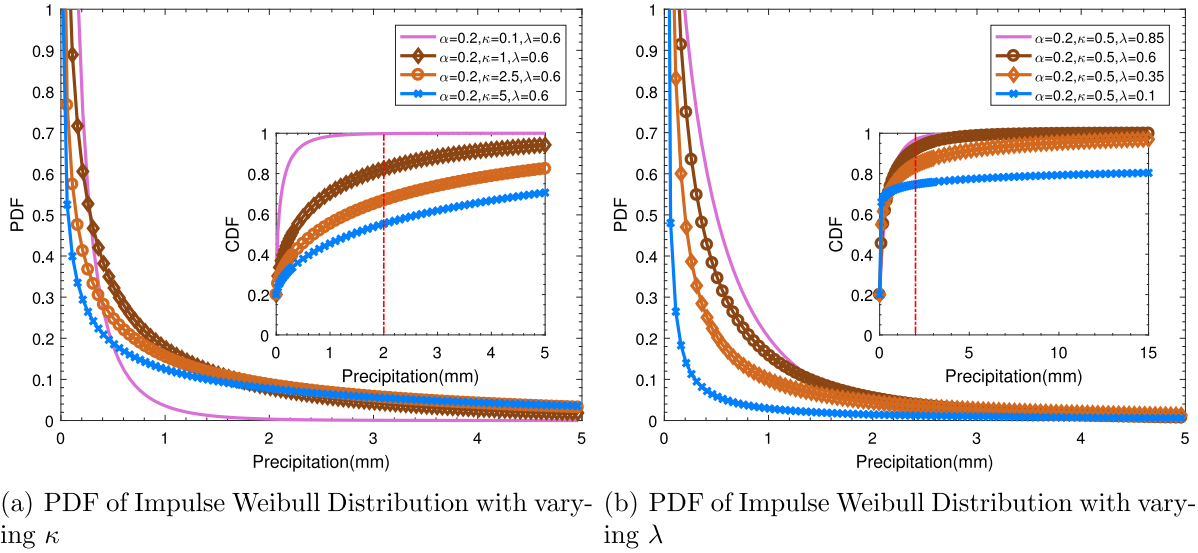 1
0.9
0.8
0.7
0.6
0.5
0.4
0.3
0.2
0.1
0
PDF
0 1 2 3 4 5
Precipitation(mm)
α=0.2,κ=0.1,λ=0.6
α=0.2,κ=1,λ=0.6
α=0.2,κ=2.5,λ=0.6
α=0.2,κ=5,λ=0.6
1
0.8
0.6
0.4
0.2
0
CDF
0 1 2 3 4 5
Precipitation(mm)
(a) PDF of Impulse Weibull Distribution with vary-
ing κ
1
0.9
0.8
0.7
0.6
0.5
0.4
0.3
0.2
0.1
0
PDF
0 1 2 3 4 5
Precipitation(mm)
α=0.2,κ=0.5,λ=0.85
α=0.2,κ=0.5,λ=0.6
α=0.2,κ=0.5,λ=0.35
α=0.2,κ=0.5,λ=0.1
1
0.8
0.6
0.4
0.2
0
CDF
0 5 10 15
Precipitation(mm)
(b) PDF of Impulse Weibull Distribution with vary-
ing λ